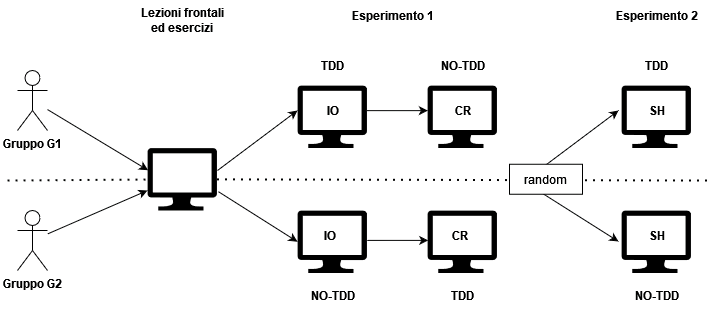 Lezioni frontali
ed esercizi
Esperimento 1
Esperimento 2
TDD
NO-TDD
TDD
IO
CR
SH
Gruppo G1
random
IO
CR
SH
Gruppo G2
NO-TDD
TDD
NO-TDD